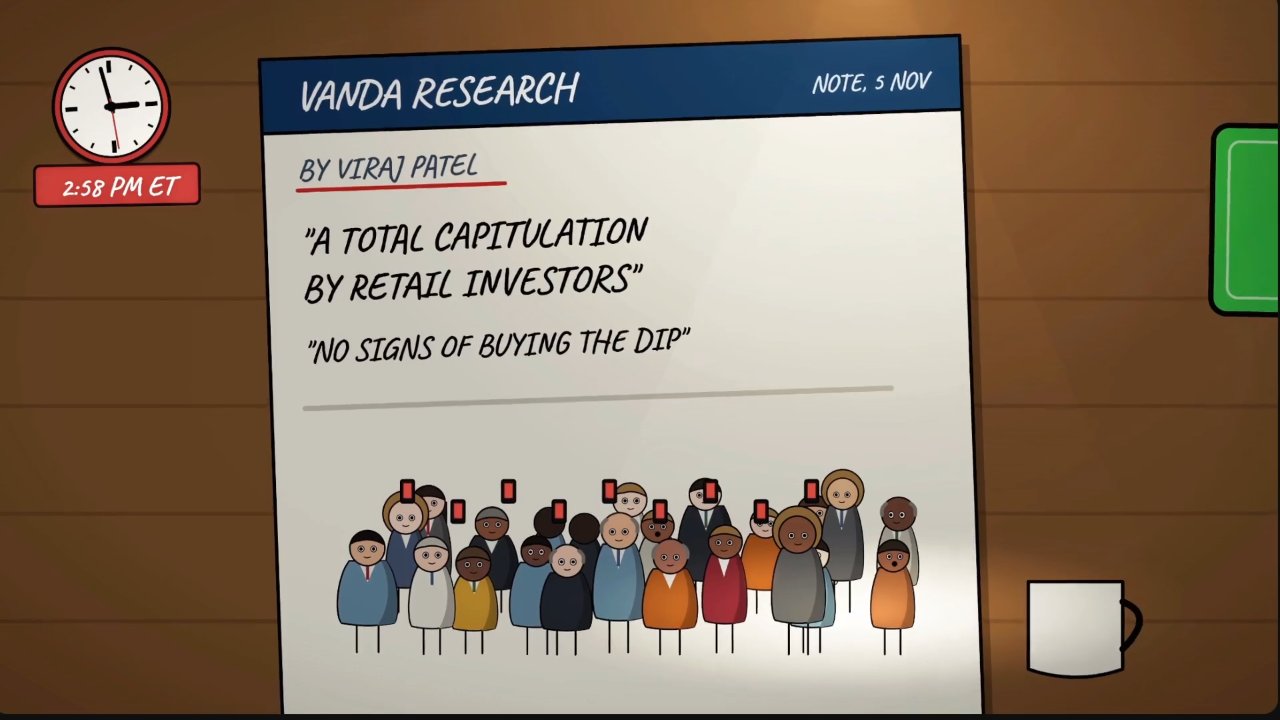 VANDA RESEARCH
NOTE, 5 NOV
2:58 PM ET
BY VIRAJ PATEL
"A TOTAL CAPITULATION
BY RETAIL INVESTORS"
"NO SIGNS OF BUYING THE DIP"